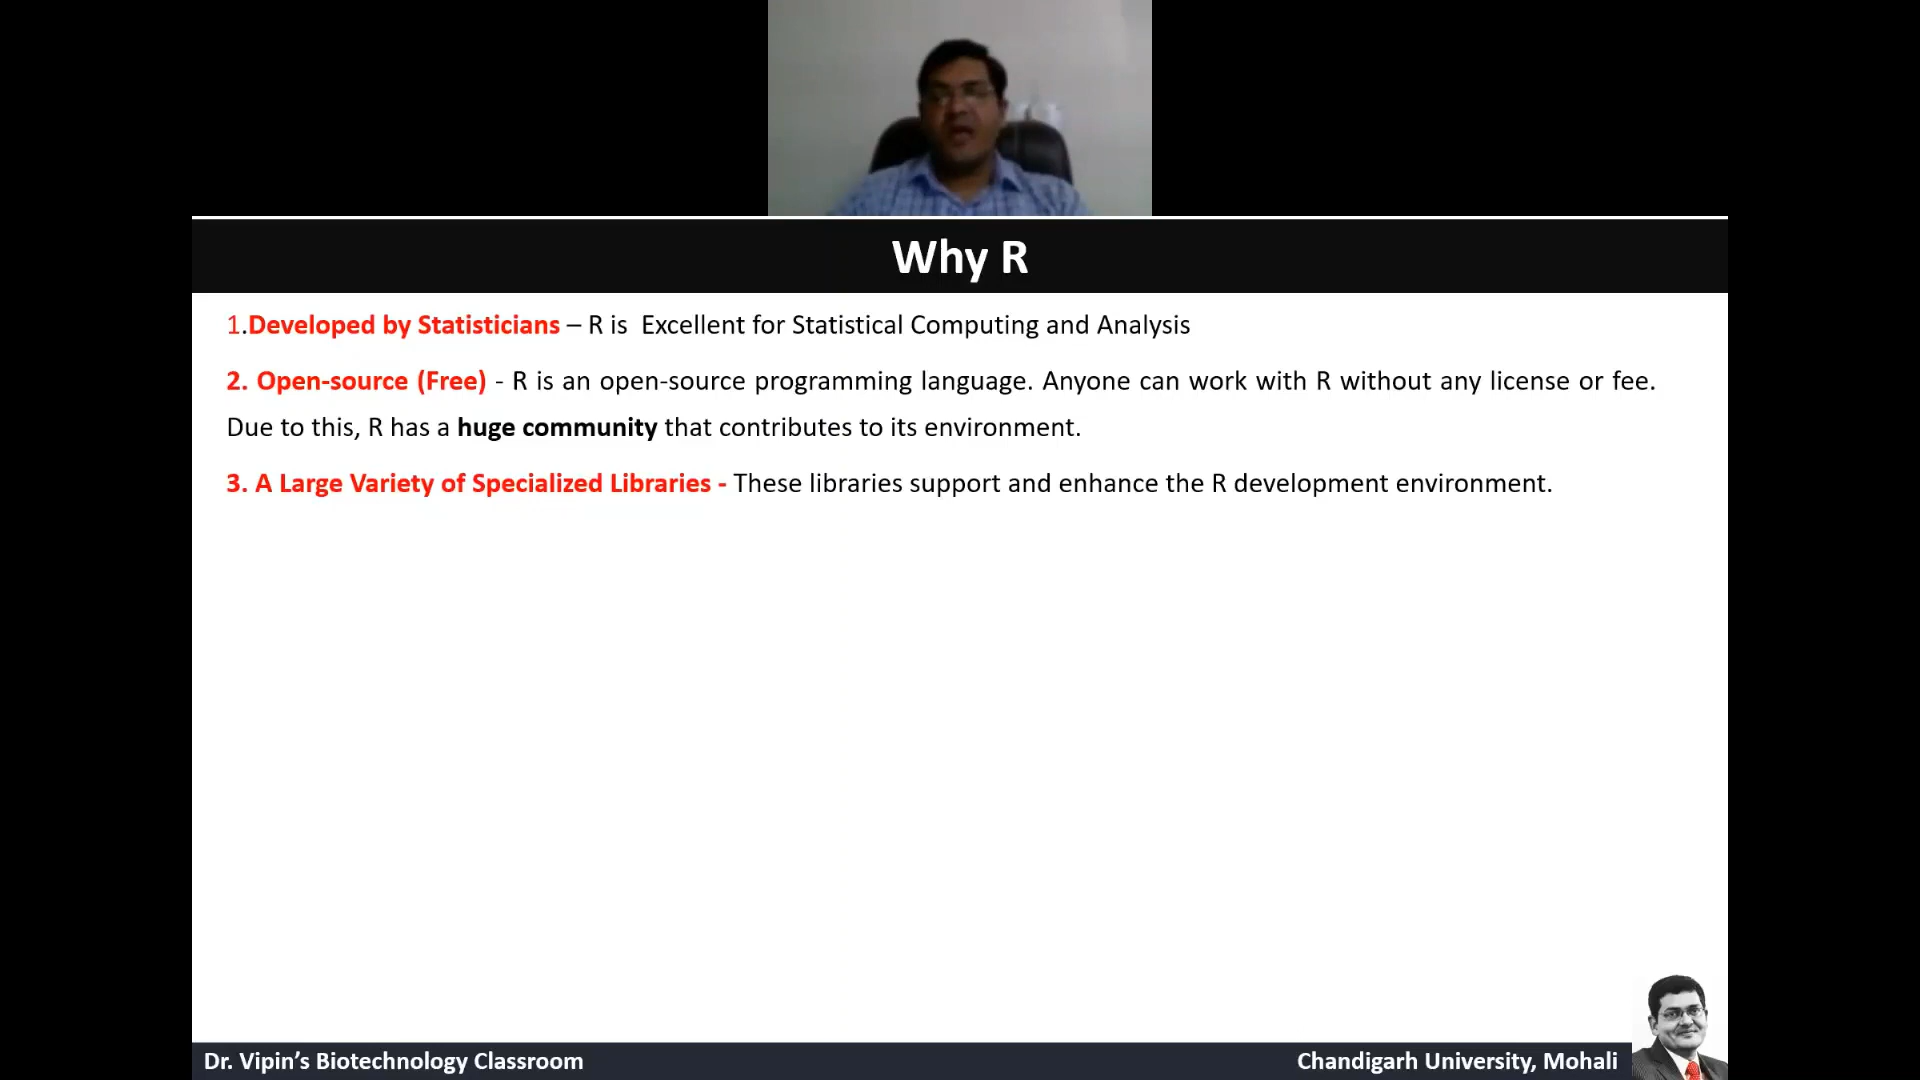 Why R
1.Developed by Statisticians – R is  Excellent for Statistical Computing and Analysis
2. Open-source (Free) - R is an open-source programming language. Anyone can work with R without any license or fee.
Due to this, R has a huge community that contributes to its environment.
3. A Large Variety of Specialized Libraries - These libraries support and enhance the R development environment.
Dr. Vipin’s Biotechnology Classroom
Chandigarh University, Mohali